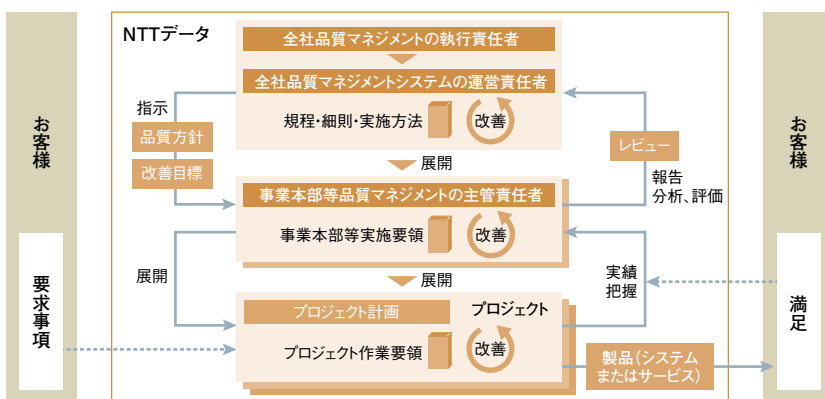 NTTデータ
全社品質マネジメントの執行責任者
全社品質マネジメントシステムの運営責任者
規程・細則・実施方法
改善
指示
品質方針
改善目標
展開
レビュー
報告
分析、評価
事業本部等品質マネジメントの主管責任者
事業本部等実施要領
改善
展開
展開
実績
把握
プロジェクト計画
プロジェクト
プロジェクト作業要領
改善
製品(システム
またはサービス)
お客様
要求事項
お客様
満足